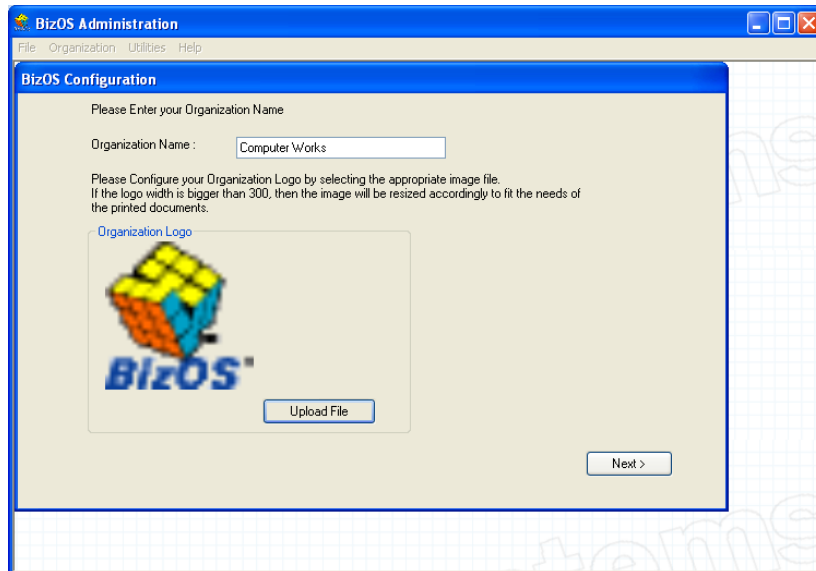 BizOS Administration
File Organization Utilities Help
BizOS Configuration
Please Enter your Organization Name
Organization Name : Computer Works
Please Configure your Organization Logo by selecting the appropriate image file.
If the logo width is bigger than 300, then the image will be resized accordingly to fit the needs of
the printed documents.
Organization Logo
BizOS
Upload File
Next >